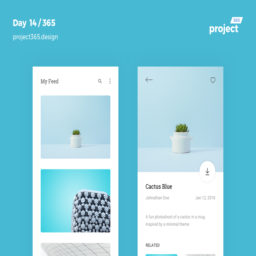 Day 14/365
project365.design
365
project
My Feed
Cactus Blue
Johnathan Doe
Jan 12, 2018
A fun photoshoot of a cactus in a mug
inspired by a minimal theme
RELATED